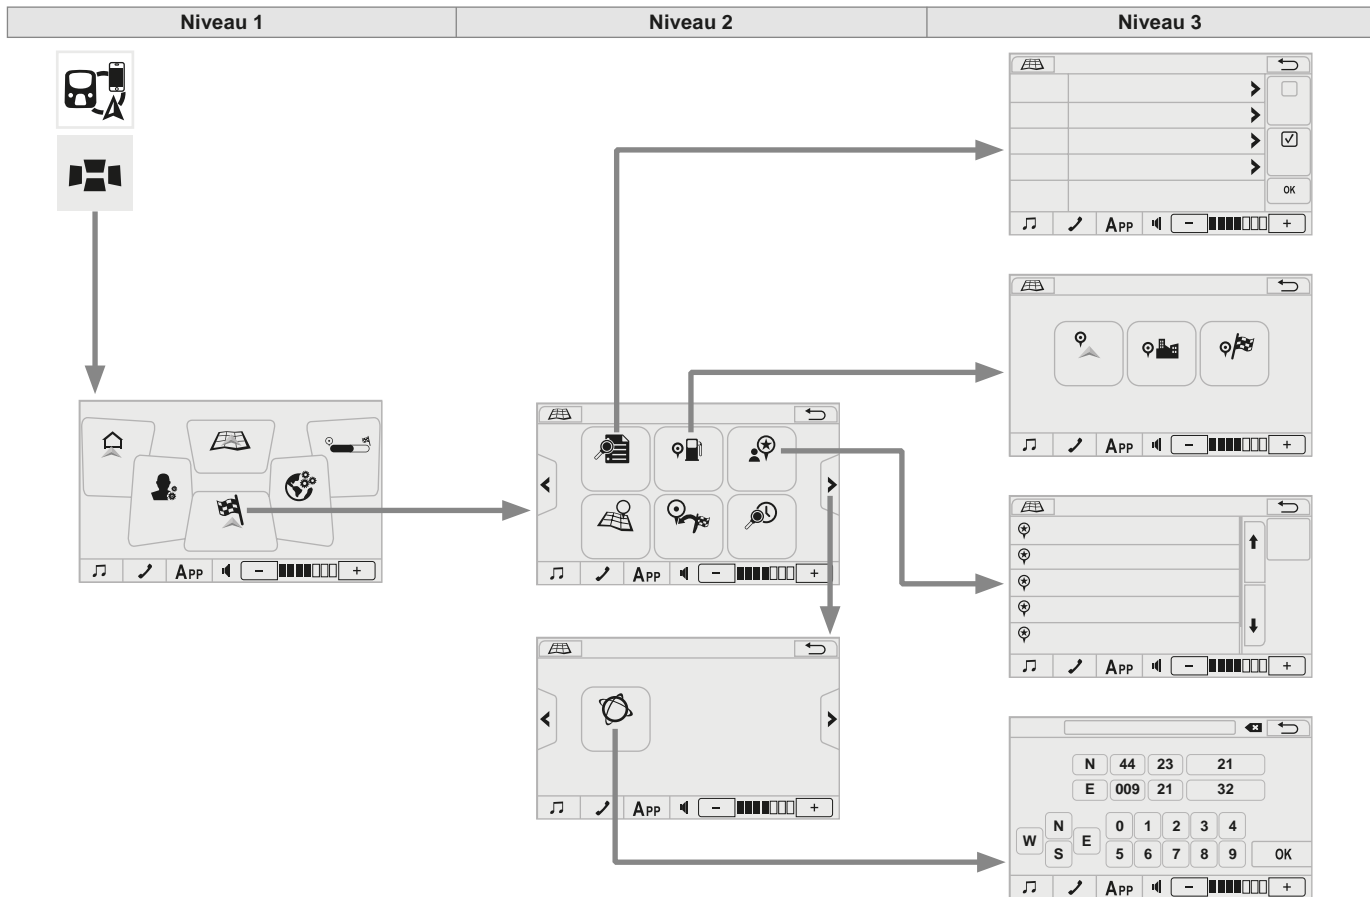 Niveau 1 Niveau 2 Niveau 3
OK
APP - +
APP - +
APP - +
APP - +
APP - +
APP - +
N 44 23 21
E 009 21 32
N 0 1 2 3 4
W E
S 5 6 7 8 9 OK
APP - +